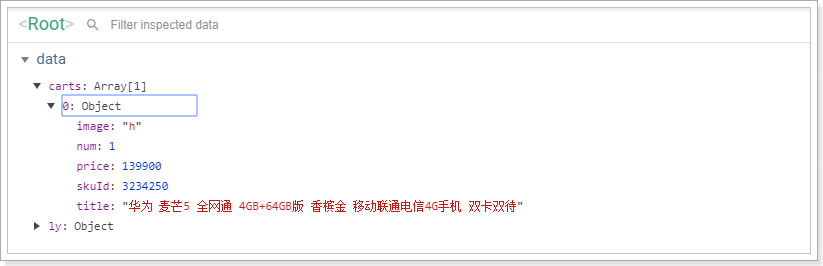 <Root> Filter inspected data
data
carts: Array[1]
0: Object
image: "h"
num: 1
price: 139900
skuId: 3234250
title: "华为 麦芒5 全网通 4GB+64GB版 香槟金 移动联通电信4G手机 双卡双待"
ly: Object